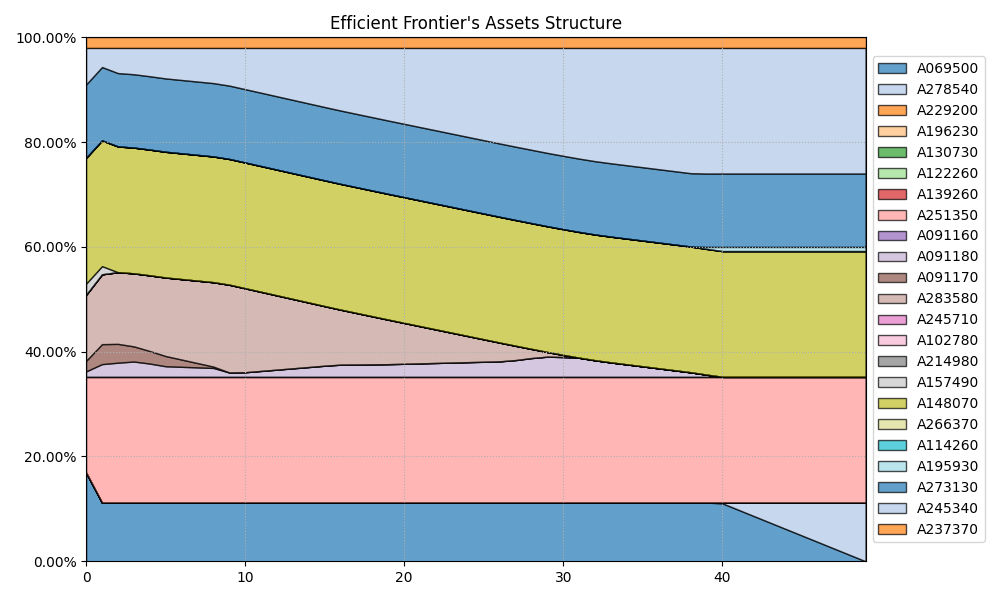 Efficient Frontier's Assets Structure
100.00%
80.00%
60.00%
40.00%
20.00%
0.00%
0
10
20
30
40
A069500
A278540
A229200
A196230
A130730
A122260
A139260
A251350
A091160
A091180
A091170
A283580
A245710
A102780
A214980
A157490
A148070
A266370
A114260
A195930
A273130
A245340
A237370